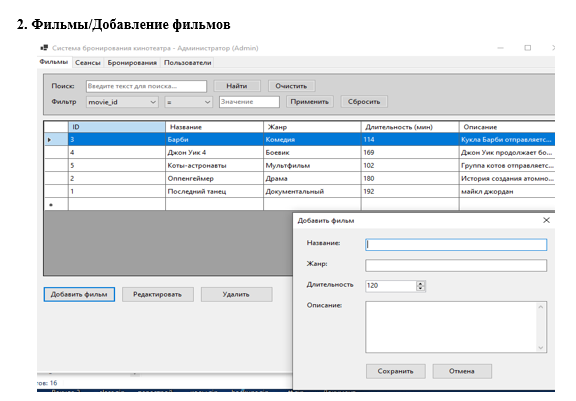 2. Фильмы/Добавление фильмов
Система бронирования кинотеатра - Администратор (Admin)
Фильмы Сеансы Бронирования Пользователи
Поиск: Введите текст для поиска... Найти Очистить
Фильтр movie_id = Значение Применить Сбросить
ID Название Жанр Длительность (мин) Описание
3 Барби Комедия 114 Кукла Барби отправляетс...
4 Джон Уик 4 Боевик 169 Джон Уик продолжает бо...
5 Коты-астронавты Мультфильм 102 Группа котов отправляетс...
2 Оппенгеймер Драма 180 История создания атомно...
1 Последний танец Документальный 192 майкл джордан
Добавить фильм
Название:
Жанр:
Длительность 120
Описание:
Сохранить Отмена
Добавить фильм Редактировать Удалить
ов: 16